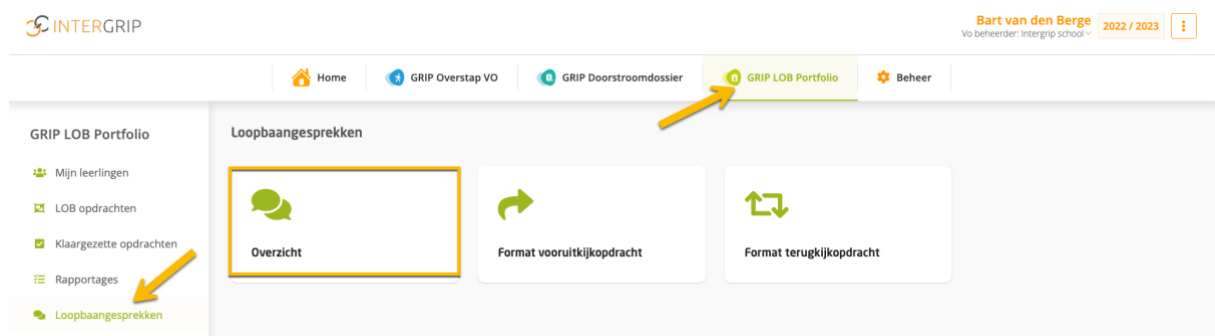 INTERGRIP
Bart van den Berge
Vo beheerder: Intergrip school
2022 / 2023
Home
GRIP Overstap VO
GRIP Doorstroomdossier
GRIP LOB Portfolio
Beheer
GRIP LOB Portfolio
Mijn leerlingen
LOB opdrachten
Klaargezette opdrachten
Rapportages
Loopbaangesprekken
Loopbaangesprekken
Overzicht
Format vooruitkijkopdracht
Format terugkijkopdracht